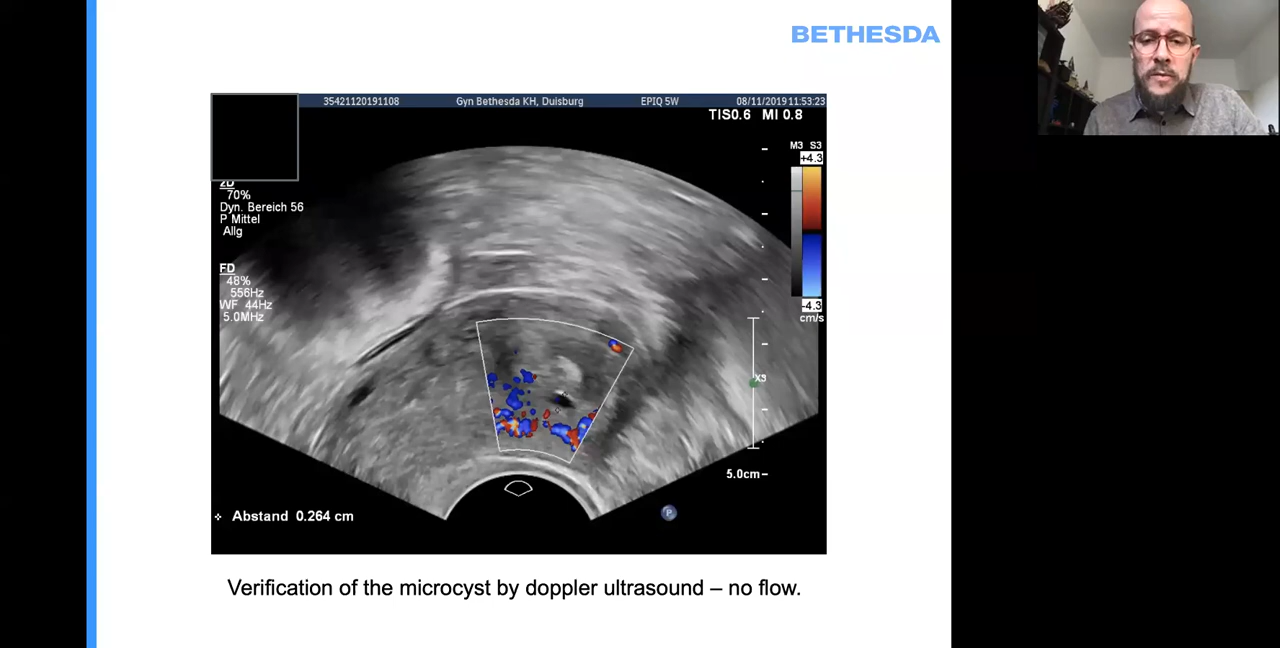 BETHESDA
35421120191108 Gyn Bethesda KH, Duisburg EPIQ 5W 08/11/2019 11:53:23
TIS0.6 MI 0.8
M3 S3
+4.3
2D
70%
Dyn. Bereich 56
P Mittel
Allg
FD
48%
556Hz
WF 44Hz
5.0MHz
-4.3
cm/s
X3
5.0cm
P
Abstand 0.264 cm
Verification of the microcyst by doppler ultrasound – no flow.